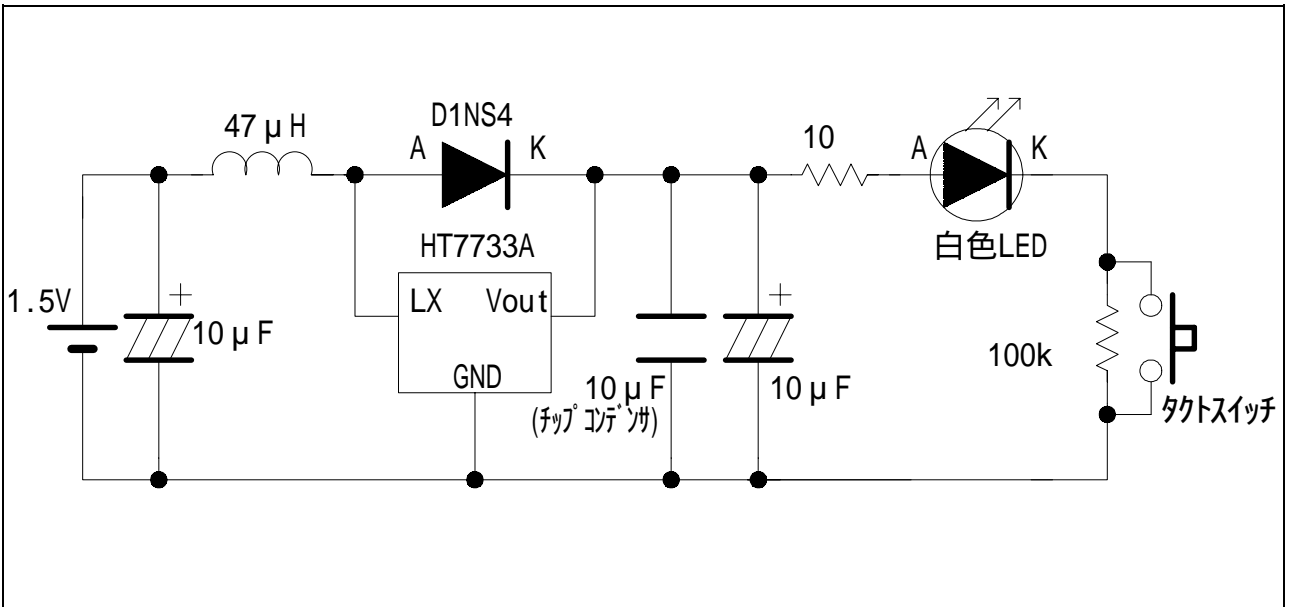 D1NS4
47μH
A
K
10
A
K
HT7733A
白色LED
1.5V
+
10μF
LX
Vout
GND
10μF
(チップコンデンサ)
+
10μF
100k
タクトスイッチ